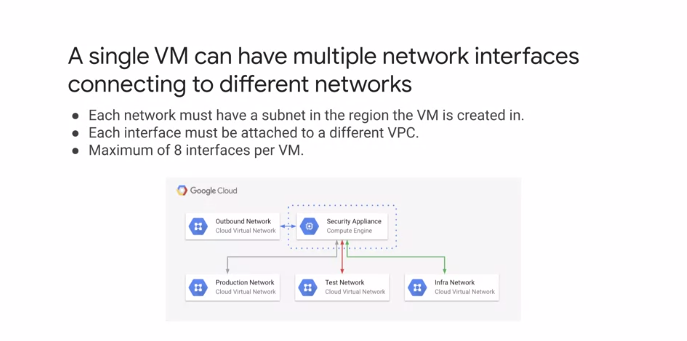 A single VM can have multiple network interfaces
connecting to different networks
● Each network must have a subnet in the region the VM is created in.
● Each interface must be attached to a different VPC.
● Maximum of 8 interfaces per VM.
Google Cloud
Outbound Network
Cloud Virtual Network
Security Appliance
Compute Engine
Production Network
Cloud Virtual Network
Test Network
Cloud Virtual Network
Infra Network
Cloud Virtual Network